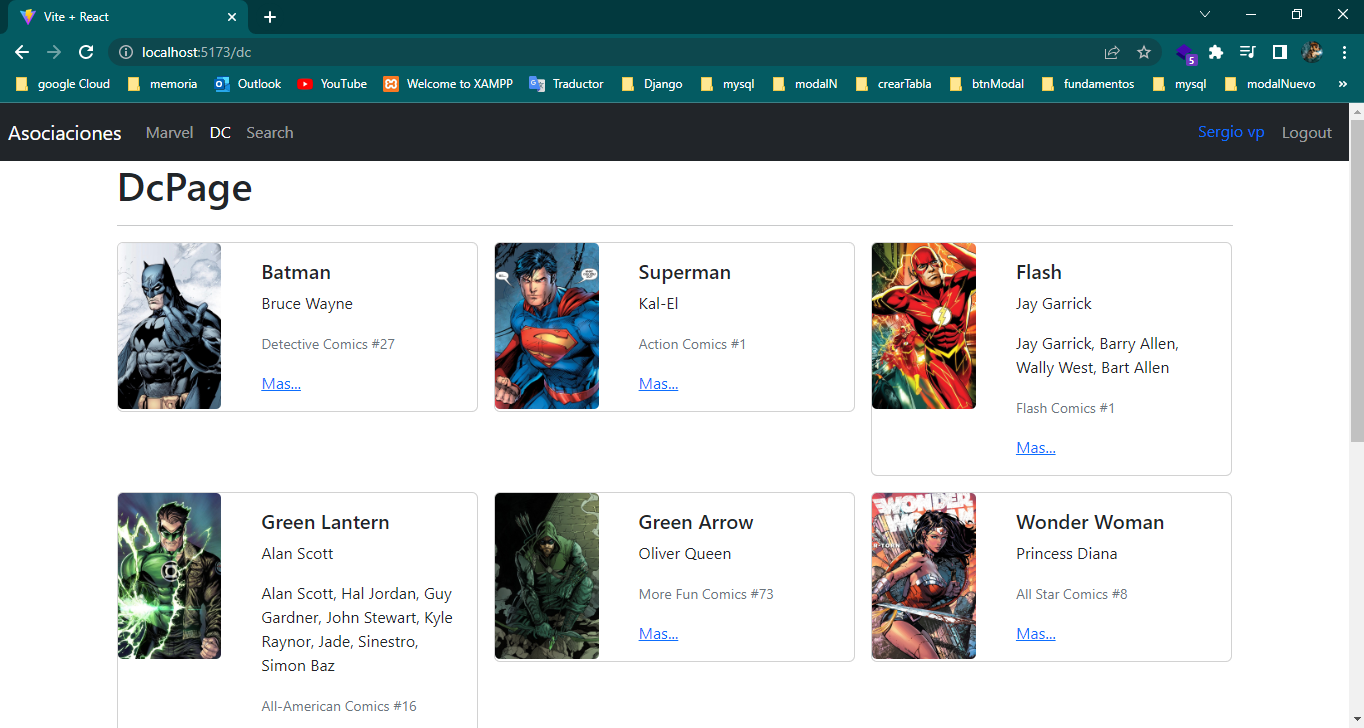 Vite + React
localhost:5173/dc
5
google Cloud memoria Outlook YouTube Welcome to XAMPP Traductor Django mysql modalN crearTabla btnModal fundamentos mysql modalNuevo »
Asociaciones Marvel DC Search Sergio vp Logout
DcPage
Batman
Bruce Wayne
Detective Comics #27
Mas...
Superman
Kal-El
Action Comics #1
Mas...
Flash
Jay Garrick
Jay Garrick, Barry Allen,
Wally West, Bart Allen
Flash Comics #1
Mas...
Green Lantern
Alan Scott
Alan Scott, Hal Jordan, Guy
Gardner, John Stewart, Kyle
Raynor, Jade, Sinestro,
Simon Baz
All-American Comics #16
Green Arrow
Oliver Queen
More Fun Comics #73
Mas...
WONDER
WOMAN
Wonder Woman
Princess Diana
All Star Comics #8
Mas...